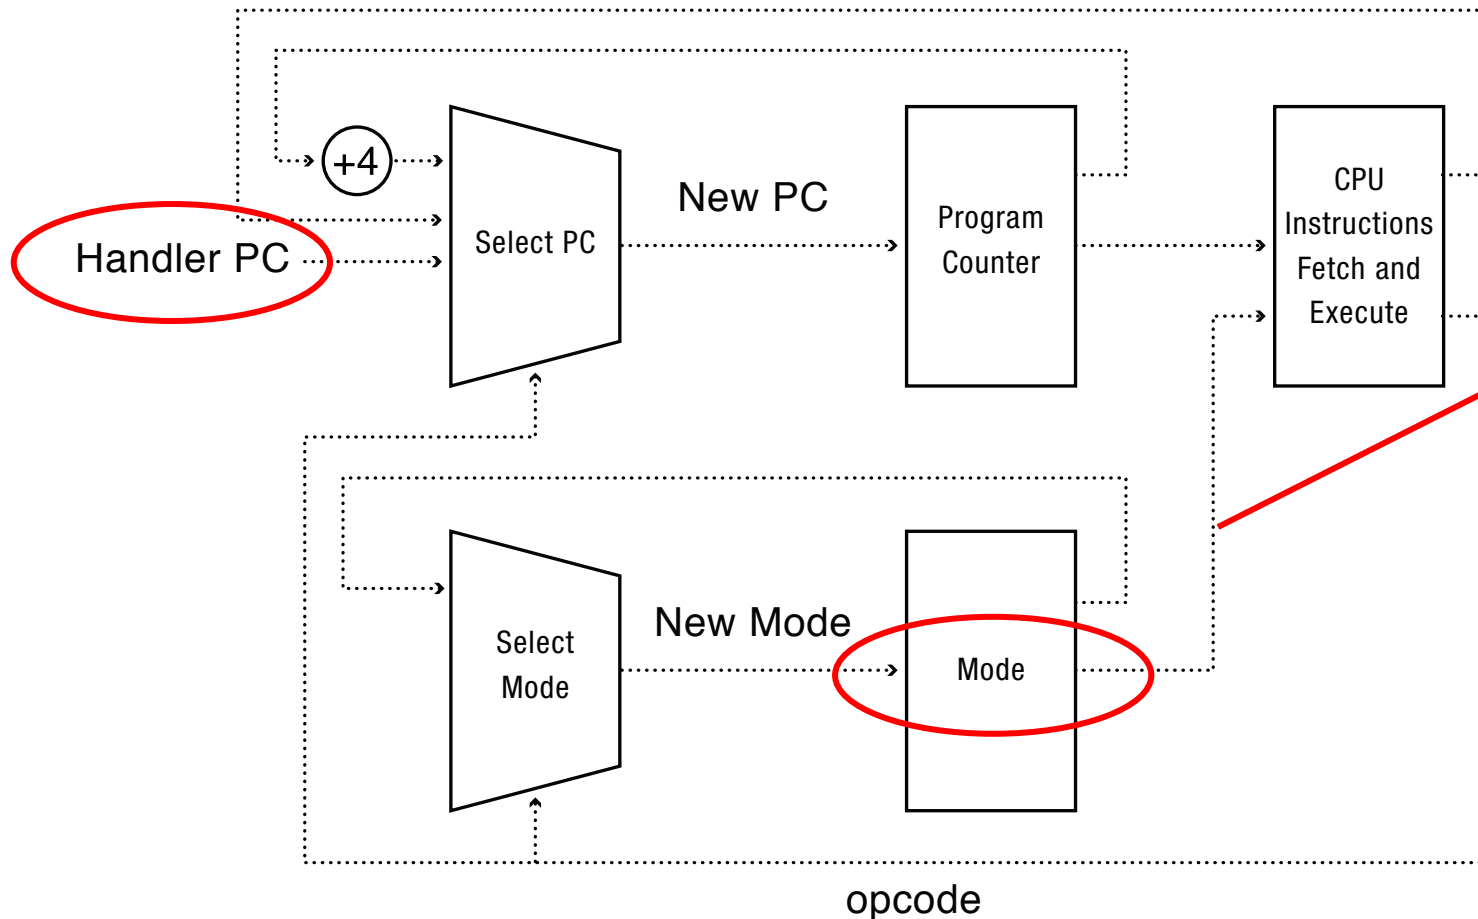 +4
New PC
Handler PC
Select PC
Program
Counter
CPU
Instructions
Fetch and
Execute
New Mode
Select
Mode
Mode
opcode